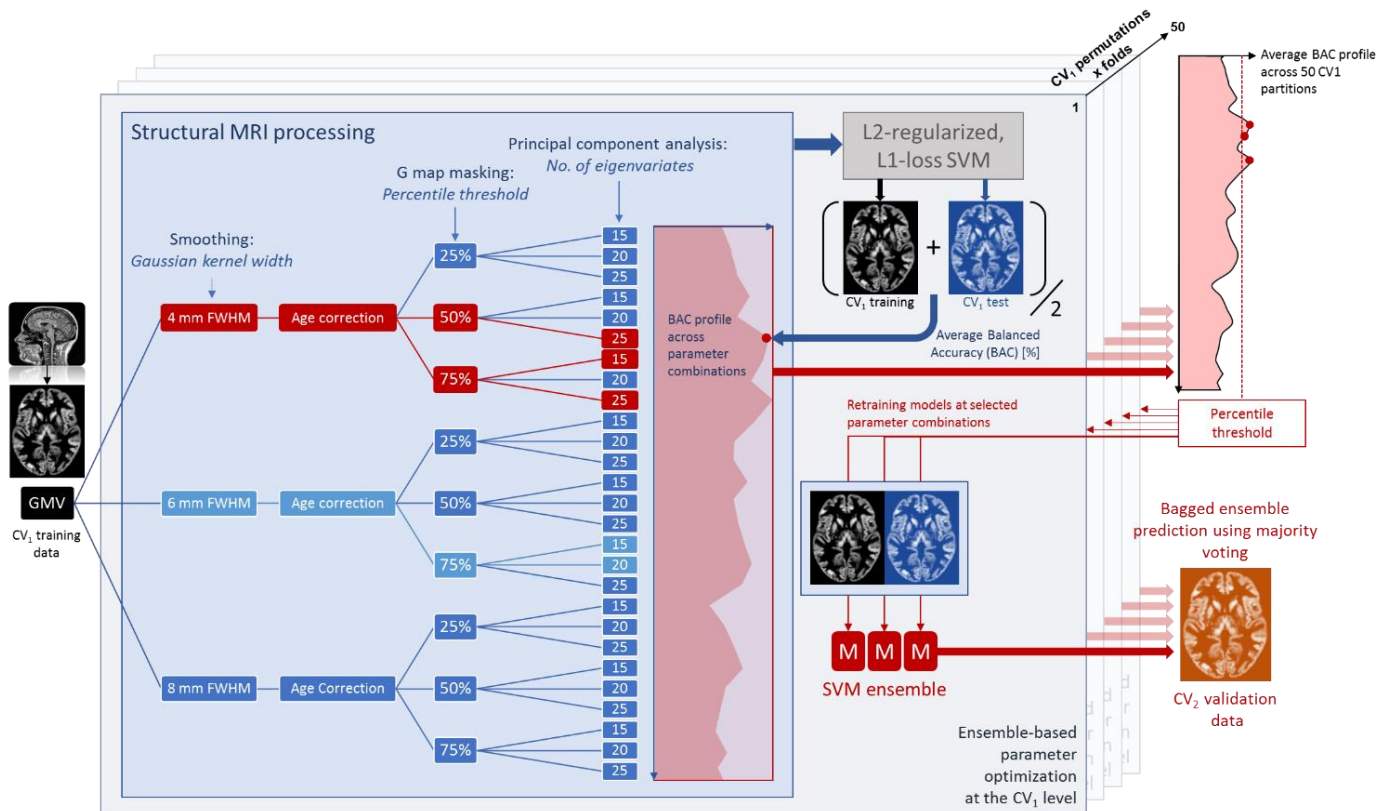 CV1 permutations
x folds
50
1
Average BAC profile
across 50 CV1
partitions
Structural MRI processing
Principal component analysis:
No. of eigenvariates
G map masking:
Percentile threshold
Smoothing:
Gaussian kernel width
L2-regularized,
L1-loss SVM
+
2
CV1 training
CV1 test
Average Balanced
Accuracy (BAC) [%]
BAC profile
across
parameter
combinations
GMV
CV1 training
data
4 mm FWHM
Age correction
25%
15
20
25
50%
15
20
25
75%
15
20
25
6 mm FWHM
Age correction
25%
15
20
25
50%
15
20
25
75%
15
20
25
8 mm FWHM
Age Correction
25%
15
20
25
50%
15
20
25
75%
15
20
25
Retraining models at selected
parameter combinations
Percentile
threshold
M M M
SVM ensemble
Bagged ensemble
prediction using majority
voting
CV2 validation
data
Ensemble-based
parameter
optimization
at the CV1 level